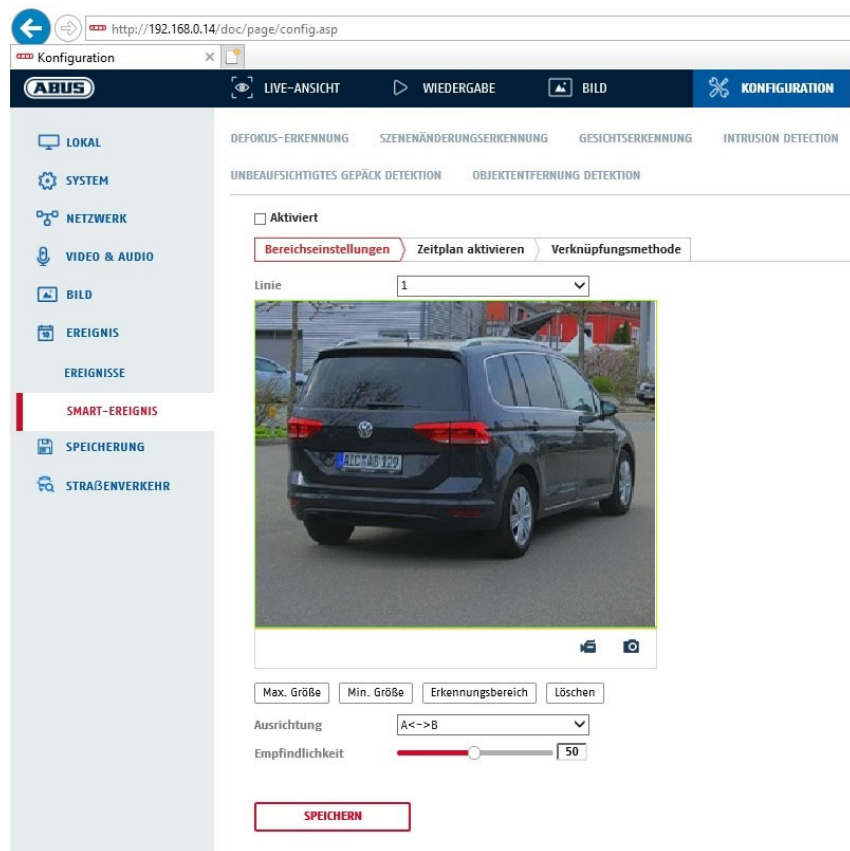 http://192.168.0.14/doc/page/config.asp
Konfiguration
ABUS
LIVE-ANSICHT
WIEDERGABE
BILD
KONFIGURATION
LOKAL
SYSTEM
NETZWERK
VIDEO & AUDIO
BILD
EREIGNIS
EREIGNISSE
SMART-EREIGNIS
SPEICHERUNG
STRAßENVERKEHR
DEFOKUS-ERKENNUNG
SZENENÄNDERUNGSERKENNUNG
GESICHTSERKENNUNG
INTRUSION DETECTION
UNBEAUFSICHTIGTES GEPÄCK DETEKTION
OBJEKTENTFERNUNG DETEKTION
Aktiviert
Bereichseinstellungen
Zeitplan aktivieren
Verknüpfungsmethode
Linie
1
AIC AB 129
Max. Größe
Min. Größe
Erkennungsbereich
Löschen
Ausrichtung
A<->B
Empfindlichkeit
50
SPEICHERN